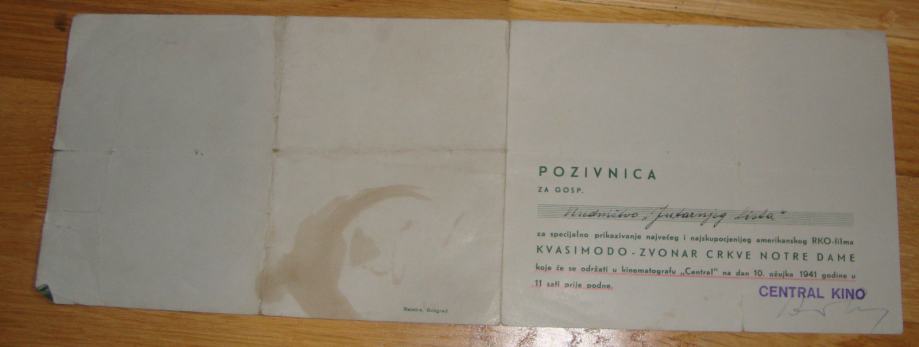 POZIVNICA
ZA GOSP.
Uredništvo „Jutarnjeg lista"
za specijalno prikazivanje najvećeg i najskupocjenijeg amerikanskog RKO-filma
KVASIMODO - ZVONAR CRKVE NOTRE DAME
koje će se održati u kinematografu „Central" na dan 10. ožujka 1941 godine u
11 sati prije podne.
CENTRAL KINO
Beograd